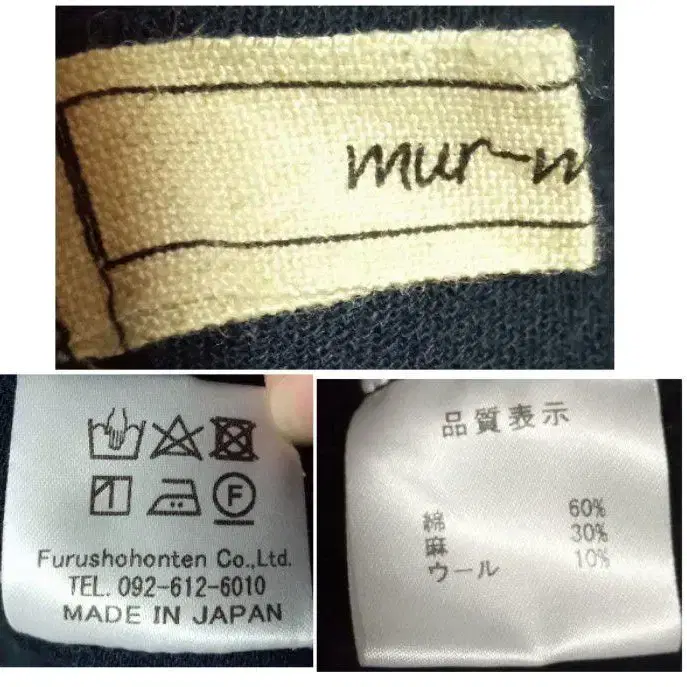 mur-
Furushohonten Co.,Ltd.
TEL. 092-612-6010
MADE IN JAPAN
品質表示
綿 60%
麻 30%
ウール 10%